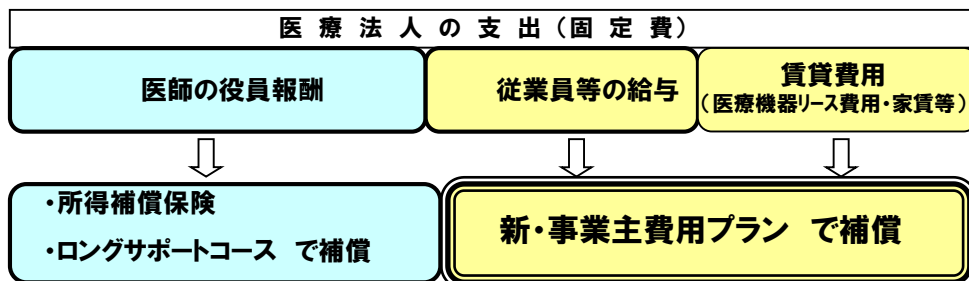 医療法人の支出(固定費)
医師の役員報酬
従業員等の給与
賃貸費用
(医療機器リース費用・家賃等)
・所得補償保険
・ロングサポートコース で補償
新・事業主費用プラン で補償